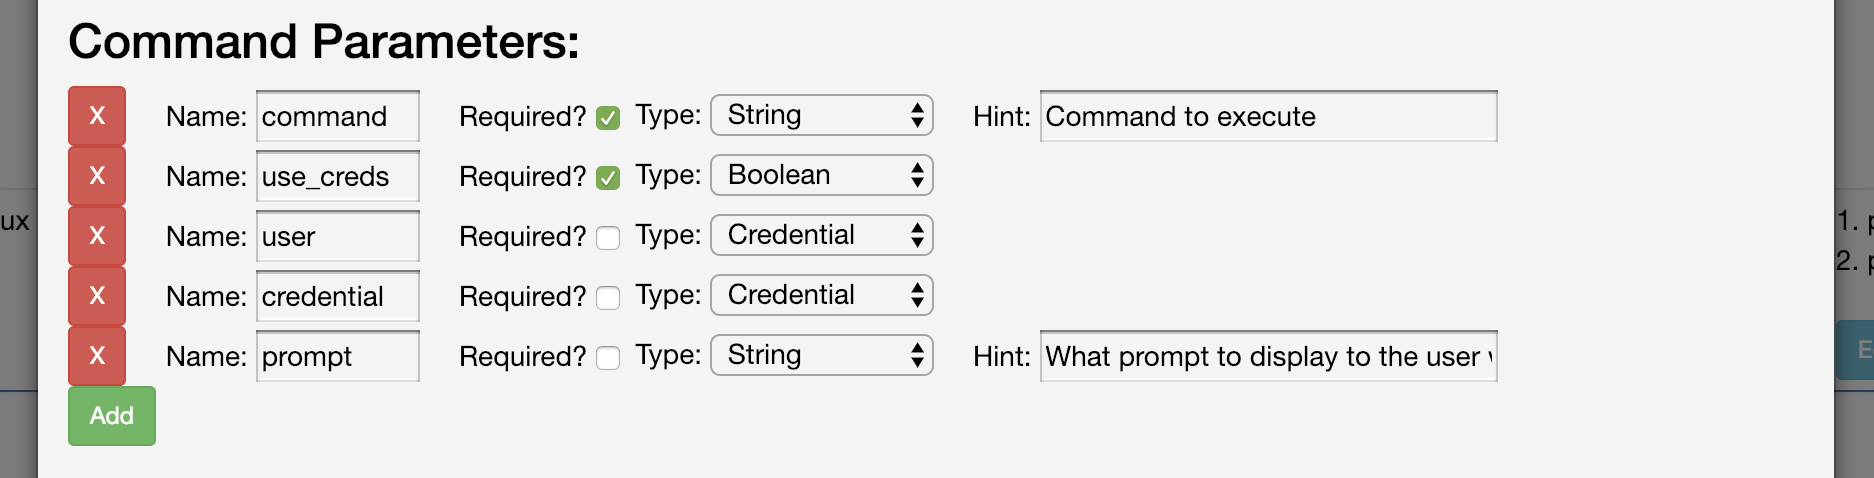 Command Parameters:
X Name: command Required? Type: String Hint: Command to execute
X Name: use_creds Required? Type: Boolean
ux X Name: user Required? Type: Credential 1. p
X Name: credential Required? Type: Credential 2. p
X Name: prompt Required? Type: String Hint: What prompt to display to the user
Add